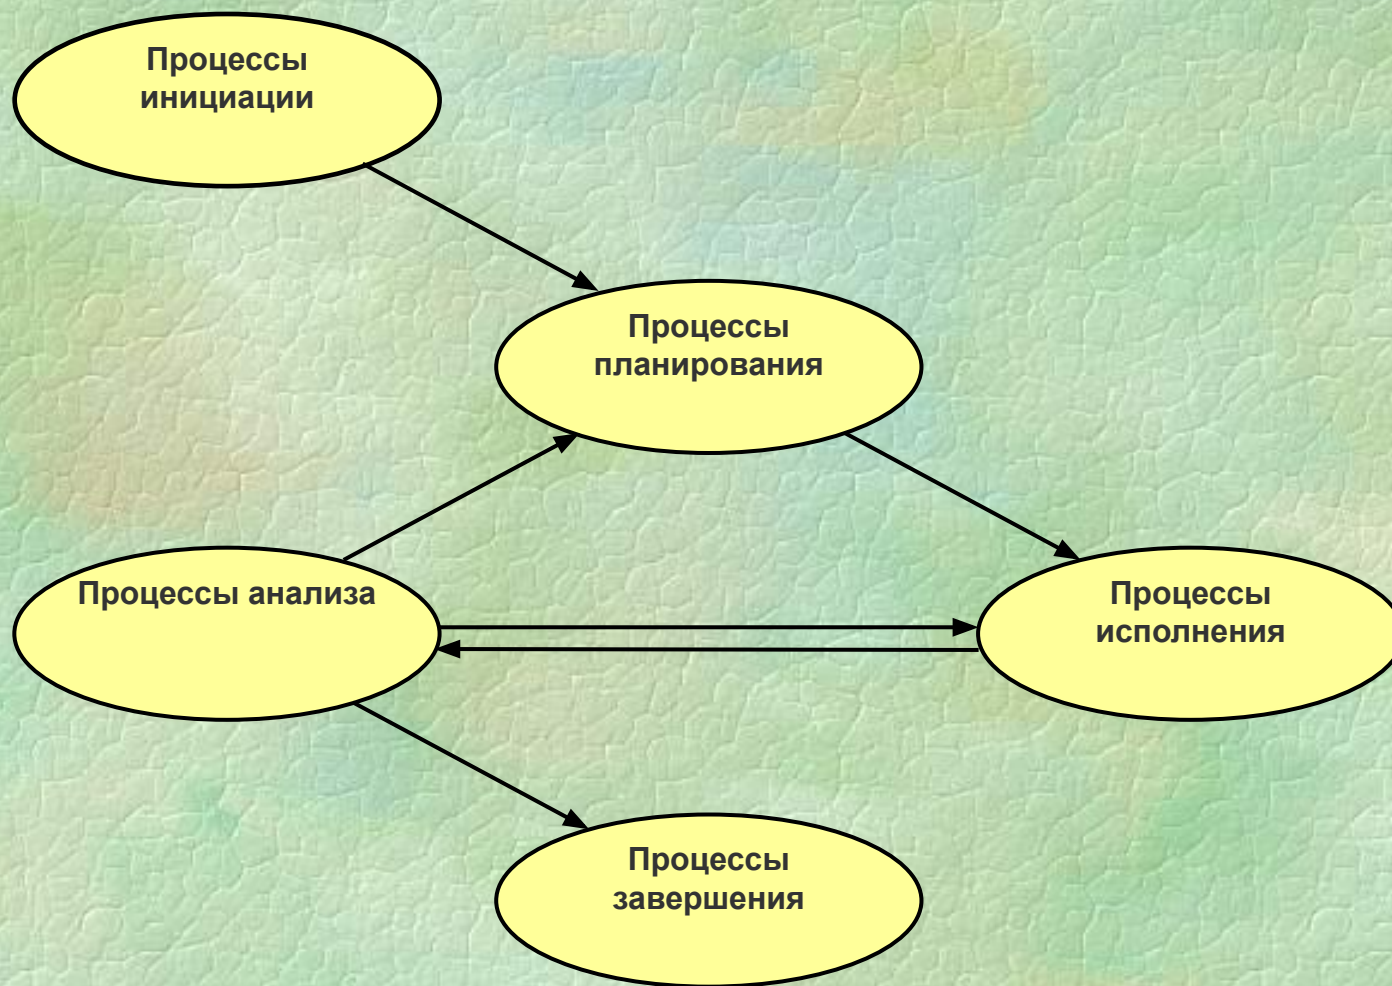 Процессы
инициации
Процессы
планирования
Процессы анализа
Процессы
исполнения
Процессы
завершения